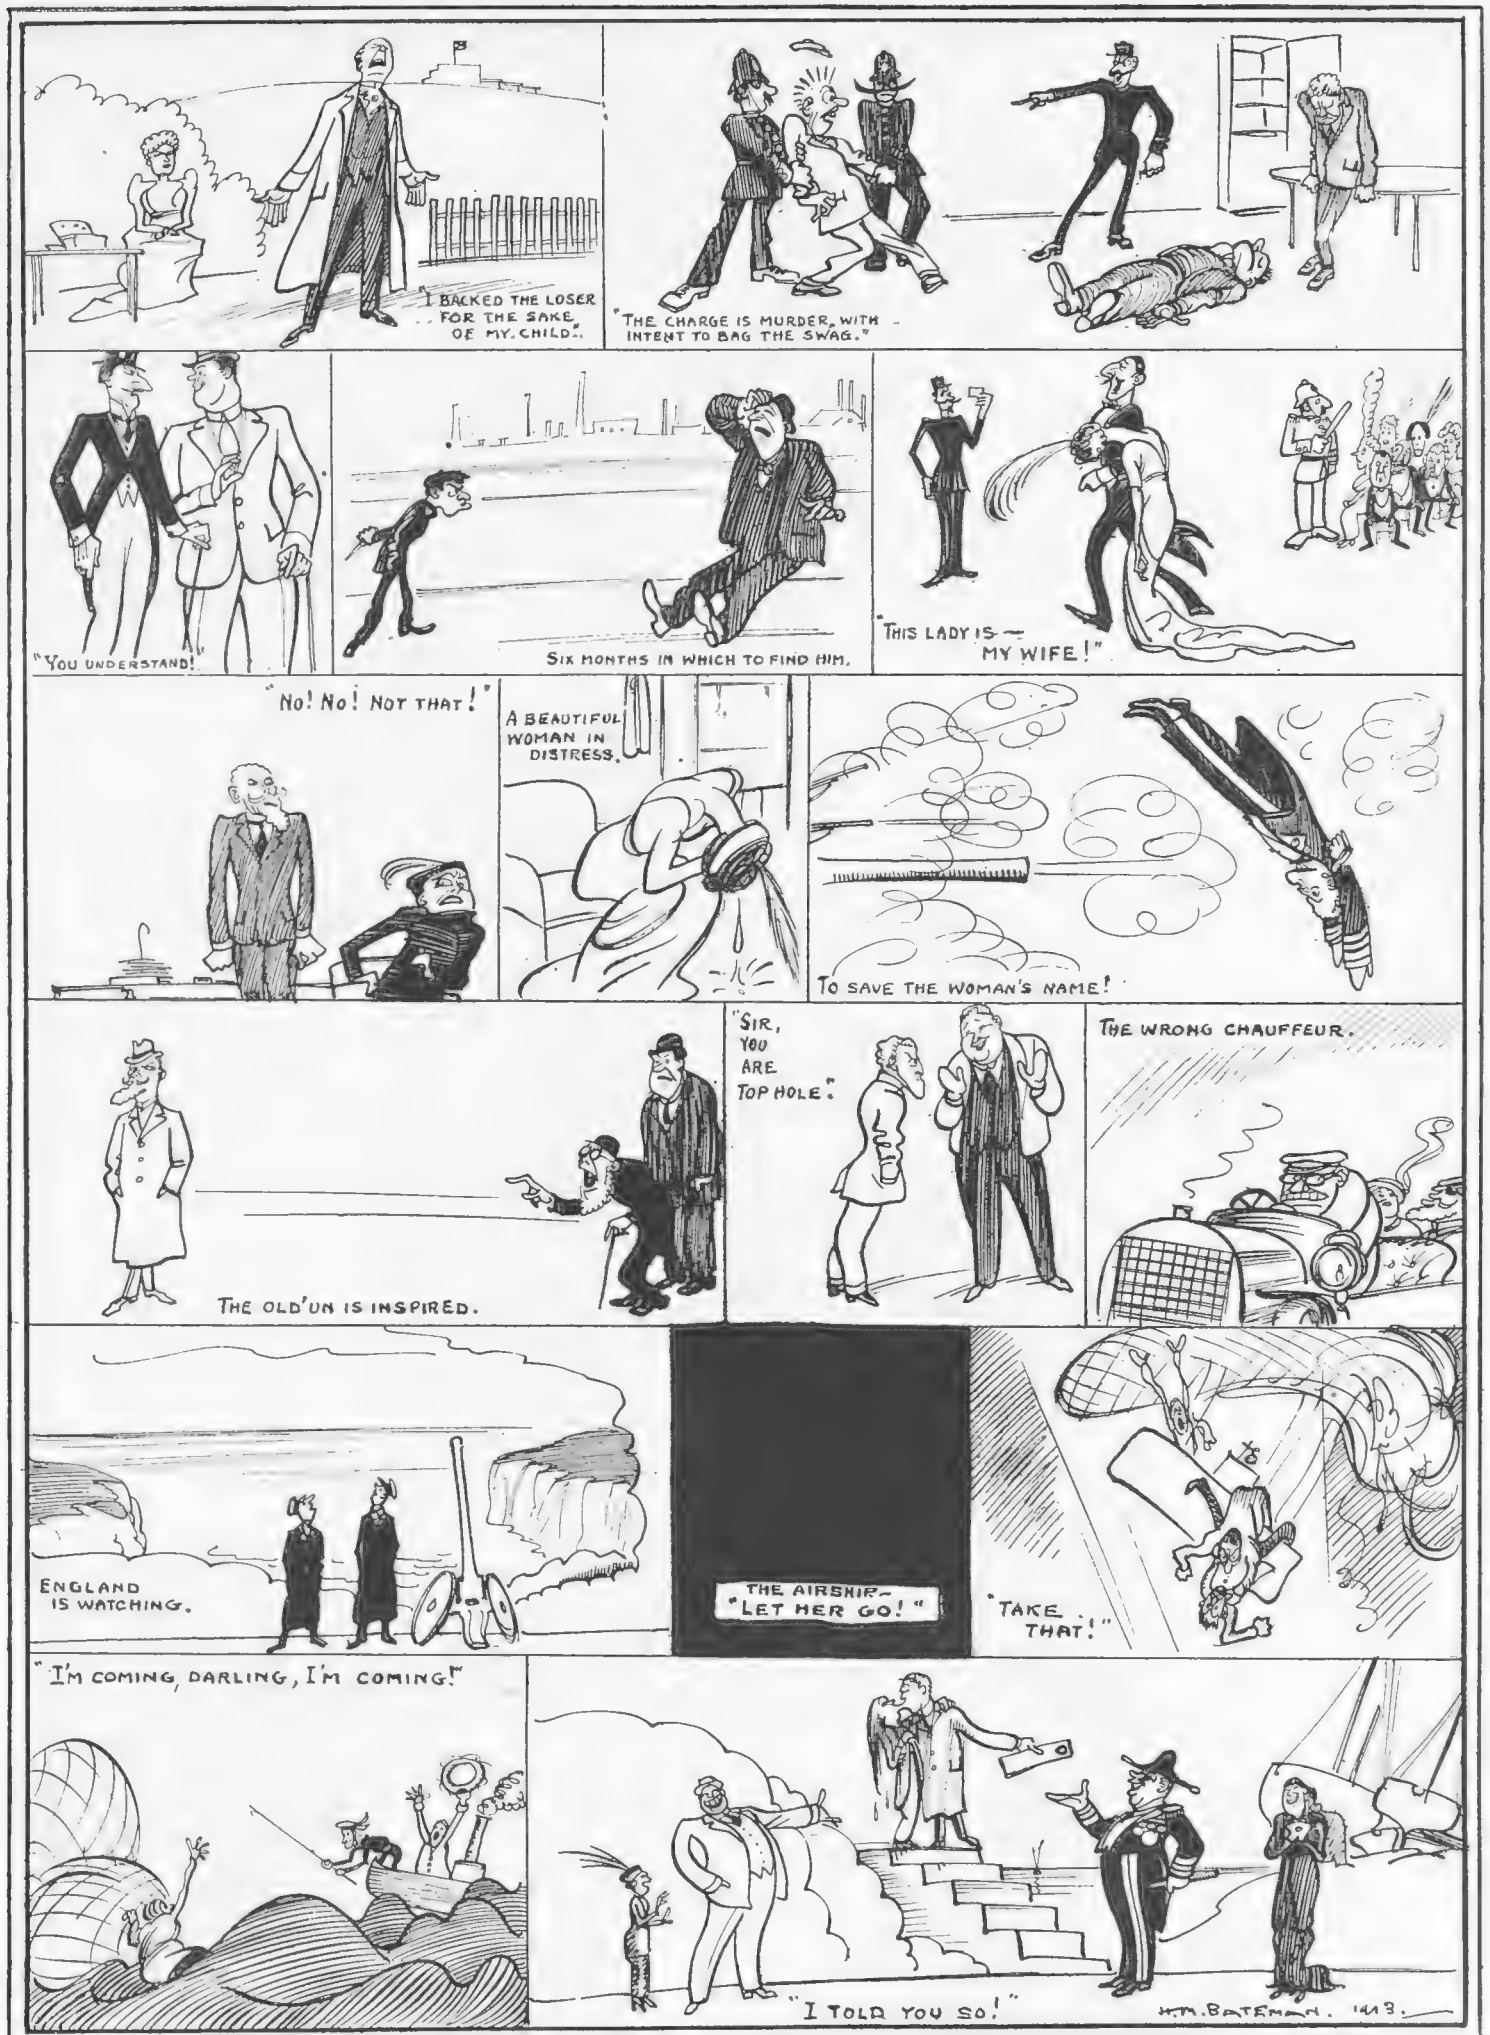 "I BACKED THE LOSER
.. FOR THE SAKE
OF MY CHILD".
"THE CHARGE IS MURDER, WITH
INTENT TO BAG THE SWAG."
"YOU UNDERSTAND!"
SIX MONTHS IN WHICH TO FIND HIM.
"THIS LADY IS —
MY WIFE!"
"NO! NO! NOT THAT!"
A BEAUTIFUL
WOMAN IN
DISTRESS.
TO SAVE THE WOMAN'S NAME!
THE OLD'UN IS INSPIRED.
"SIR,
YOU
ARE
TOP HOLE".
THE WRONG CHAUFFEUR.
ENGLAND
IS WATCHING.
THE AIRSHIP—
"LET HER GO!"
"TAKE
THAT!"
"I'M COMING, DARLING, I'M COMING!"
"I TOLD YOU SO!"
H.M. BATEMAN. 1913.